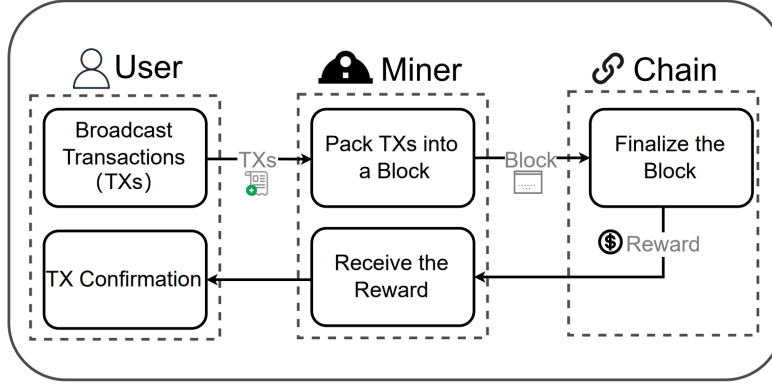 User
Miner
Chain
Broadcast
Transactions
(TXs)
TXs
Pack TXs into
a Block
Block
Finalize the
Block
Reward
TX Confirmation
Receive the
Reward